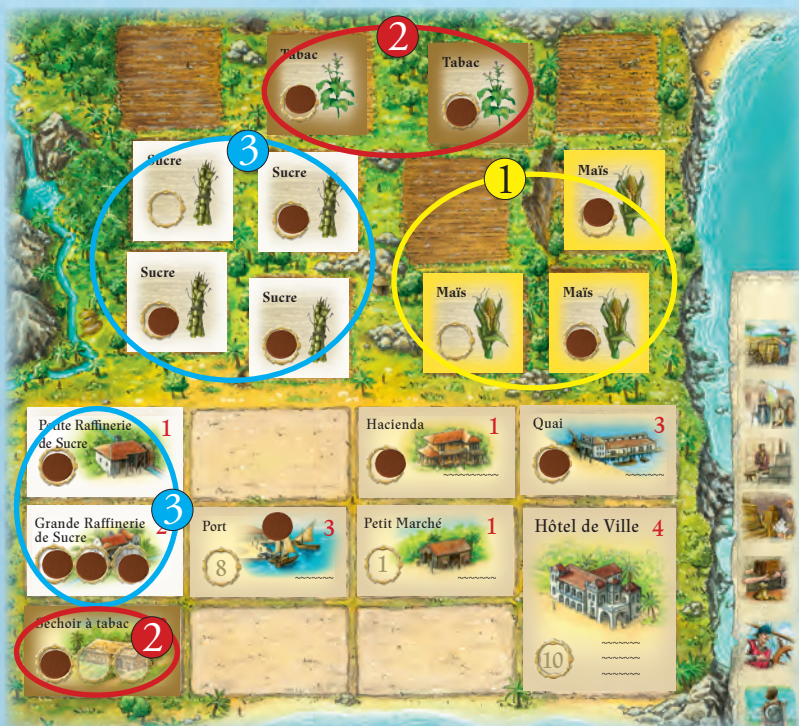 2
Tabac
Tabac
3
Sucre
Sucre
1
Maïs
Sucre
Sucre
Maïs
Maïs
Petite Raffinerie
de Sucre
1
Hacienda
1
Quai
3
Grande Raffinerie
de Sucre
2
3
Port
3
8
Petit Marché
1
1
Hôtel de Ville
4
10
Séchoir à tabac
2